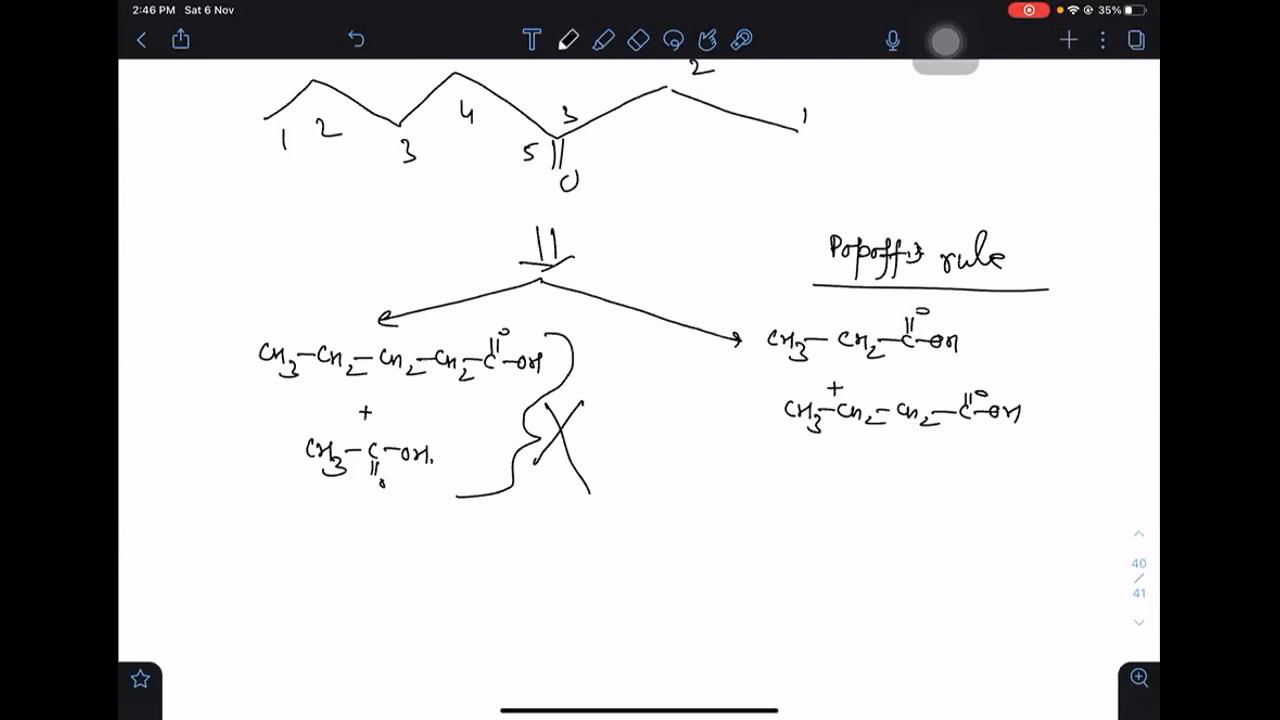 2:46 PM Sat 6 Nov 35%
2
1 2 3 4 5 3 1
O
Popoff's rule
CH3-CH2-CH2-CH2-C-OH
O
+
CH3-C-OH.
CH3-CH2-C-OH
O
+
CH3-CH2-CH2-C-OH
O
40
/
41